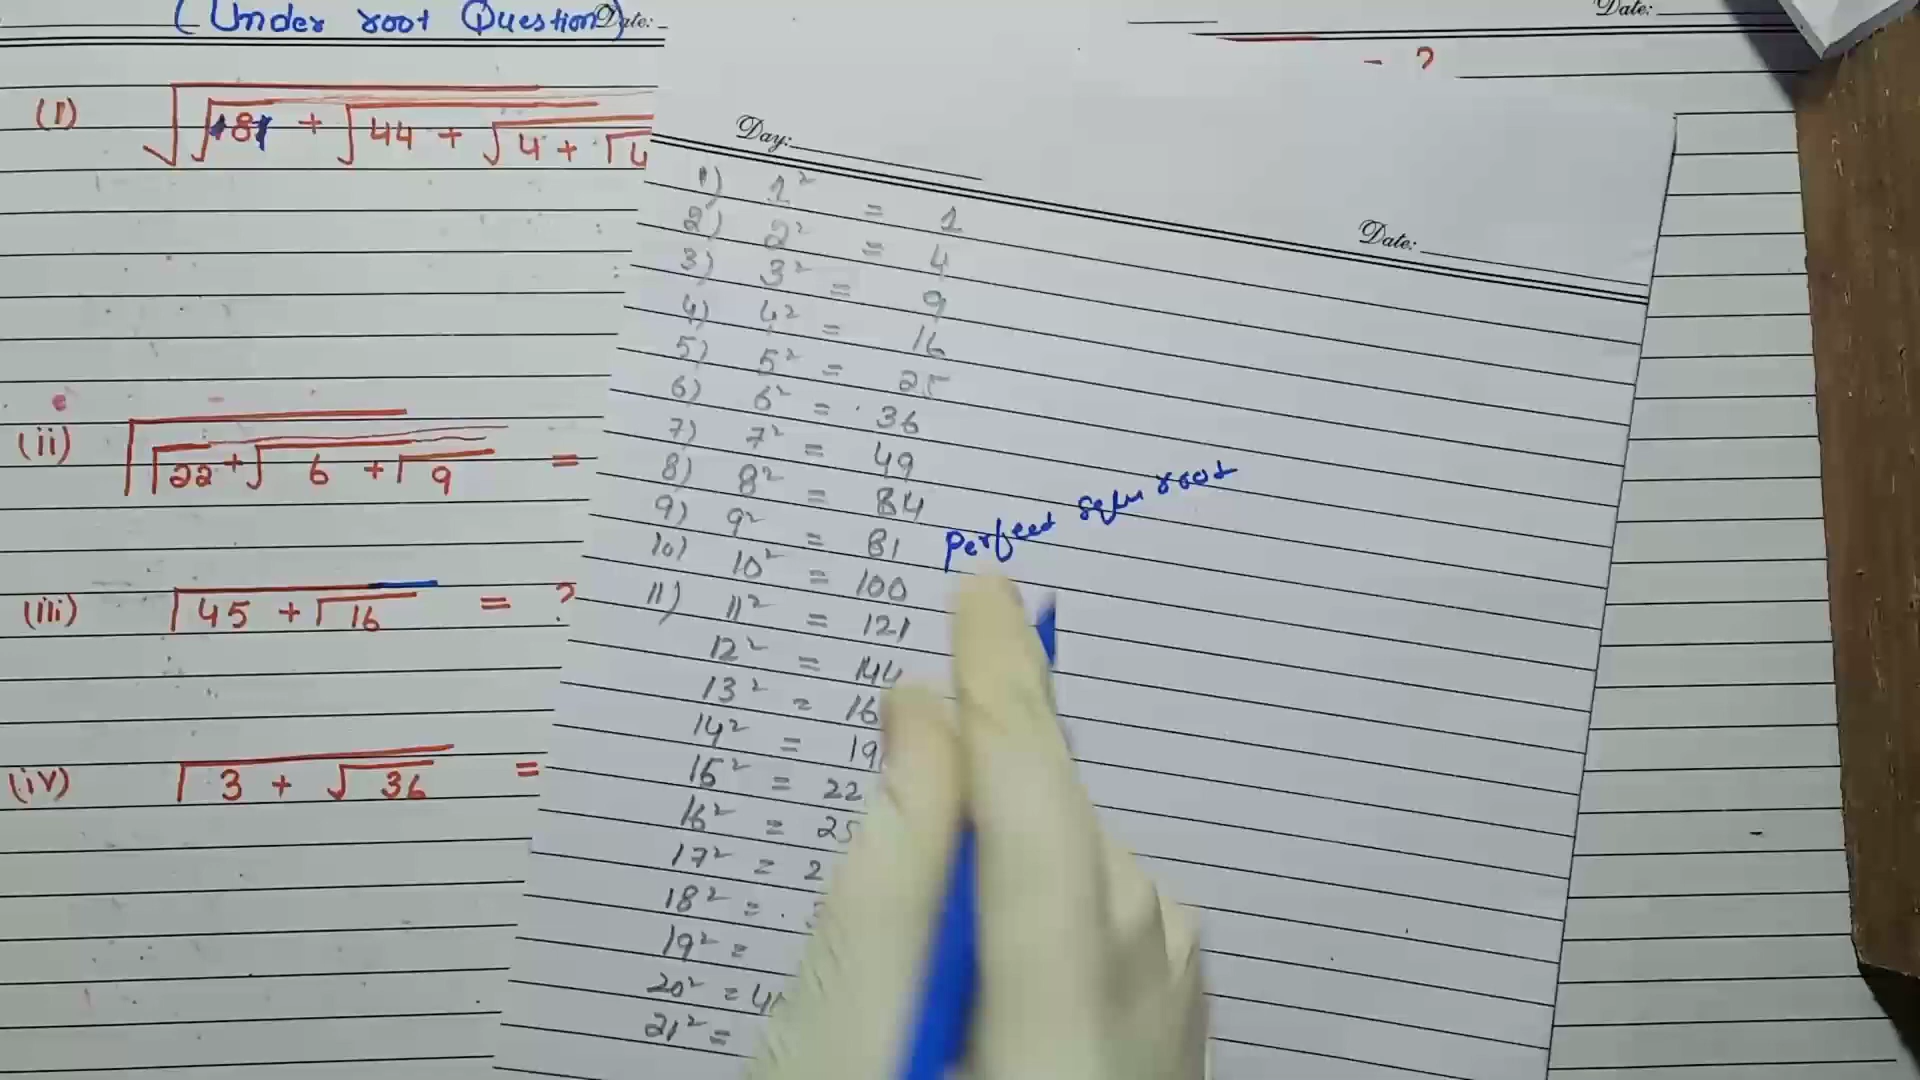 (Under root Question) Date:
Date:
- ?
(1) √√81 + √44 + √4 + √4
Day:
Date:
1) 1² = 1
2) 2² = 4
3) 3² = 9
4) 4² = 16
5) 5² = 25
6) 6² = 36
7) 7² = 49
8) 8² = 84
9) 9² = 81
10) 10² = 100
11) 11² = 121
12² = 144
13² = 16
14² = 19
15² = 22
16² = 25
17² = 2
18² =
19² =
20² = 4
21² =
Perfect root
(ii) √√22 + √6 + √9 =
(iii) √45 + √16 = ?
(iv) √3 + √36 =